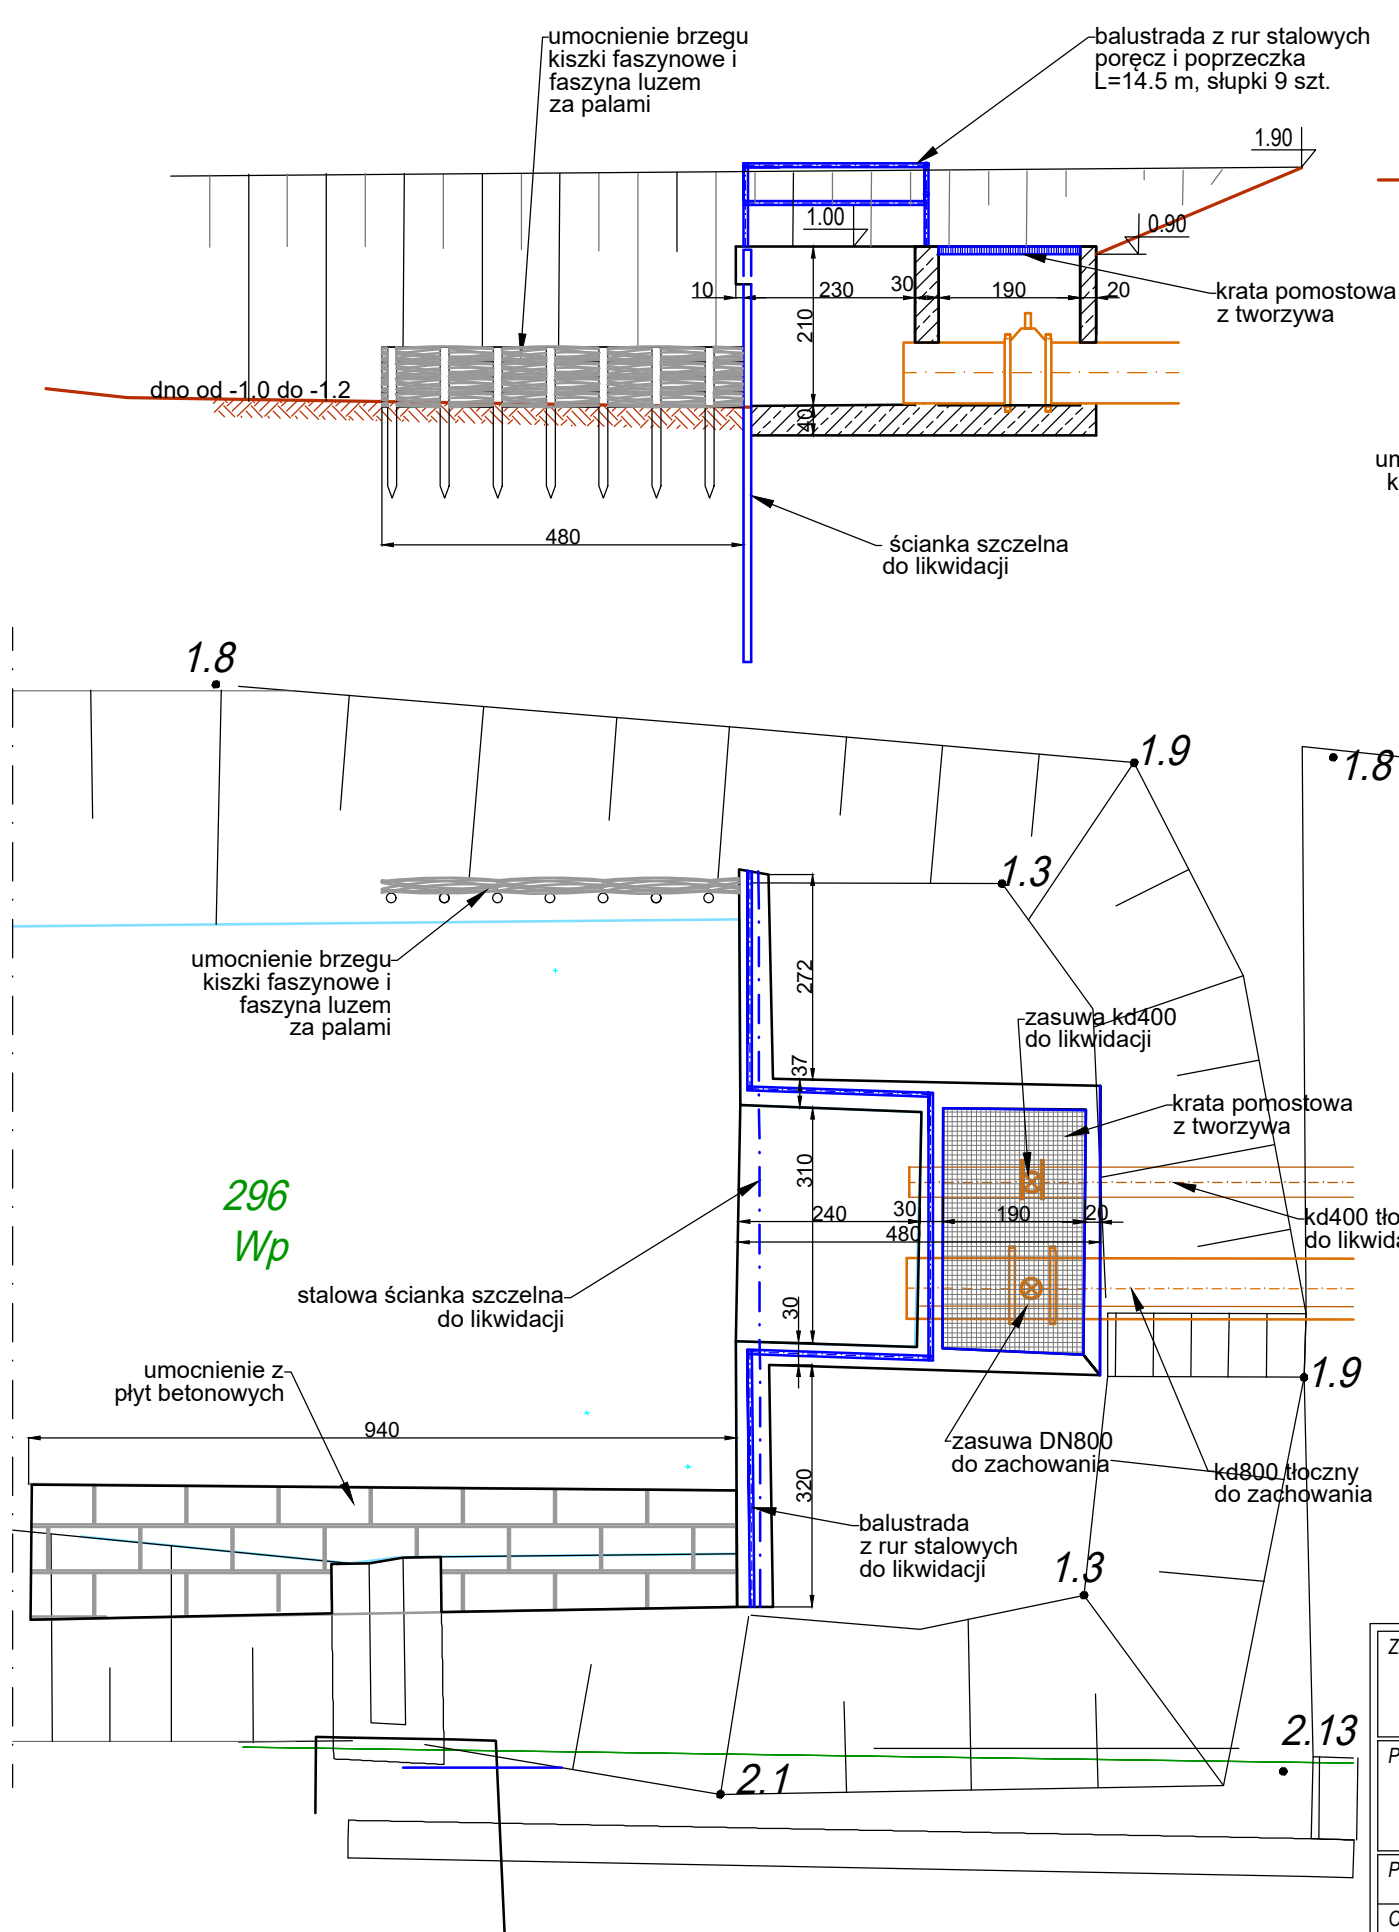 umocnienie brzegu
kiszki faszynowe i
faszyna luzem
za palami
balustrada z rur stalowych
poręcz i poprzeczka
L=14.5 m, słupki 9 szt.
1.90
1.00
0.90
10
230
30
190
20
210
krata pomostowa
z tworzywa
dno od -1.0 do -1.2
40
480
ścianka szczelna
do likwidacji
1.8
1.9
1.8
1.3
umocnienie brzegu
kiszki faszynowe i
faszyna luzem
za palami
272
37
zasuwa kd400
do likwidacji
krata pomostowa
z tworzywa
310
296
Wp
240
30
190
20
480
kd400 tło
do likwida
stalowa ścianka szczelna
do likwidacji
30
umocnienie z
płyt betonowych
1.9
940
zasuwa DN800
do zachowania
kd800 tłoczny
do zachowania
320
balustrada
z rur stalowych
do likwidacji
1.3
2.13
2.1
um
k
Z
P
P